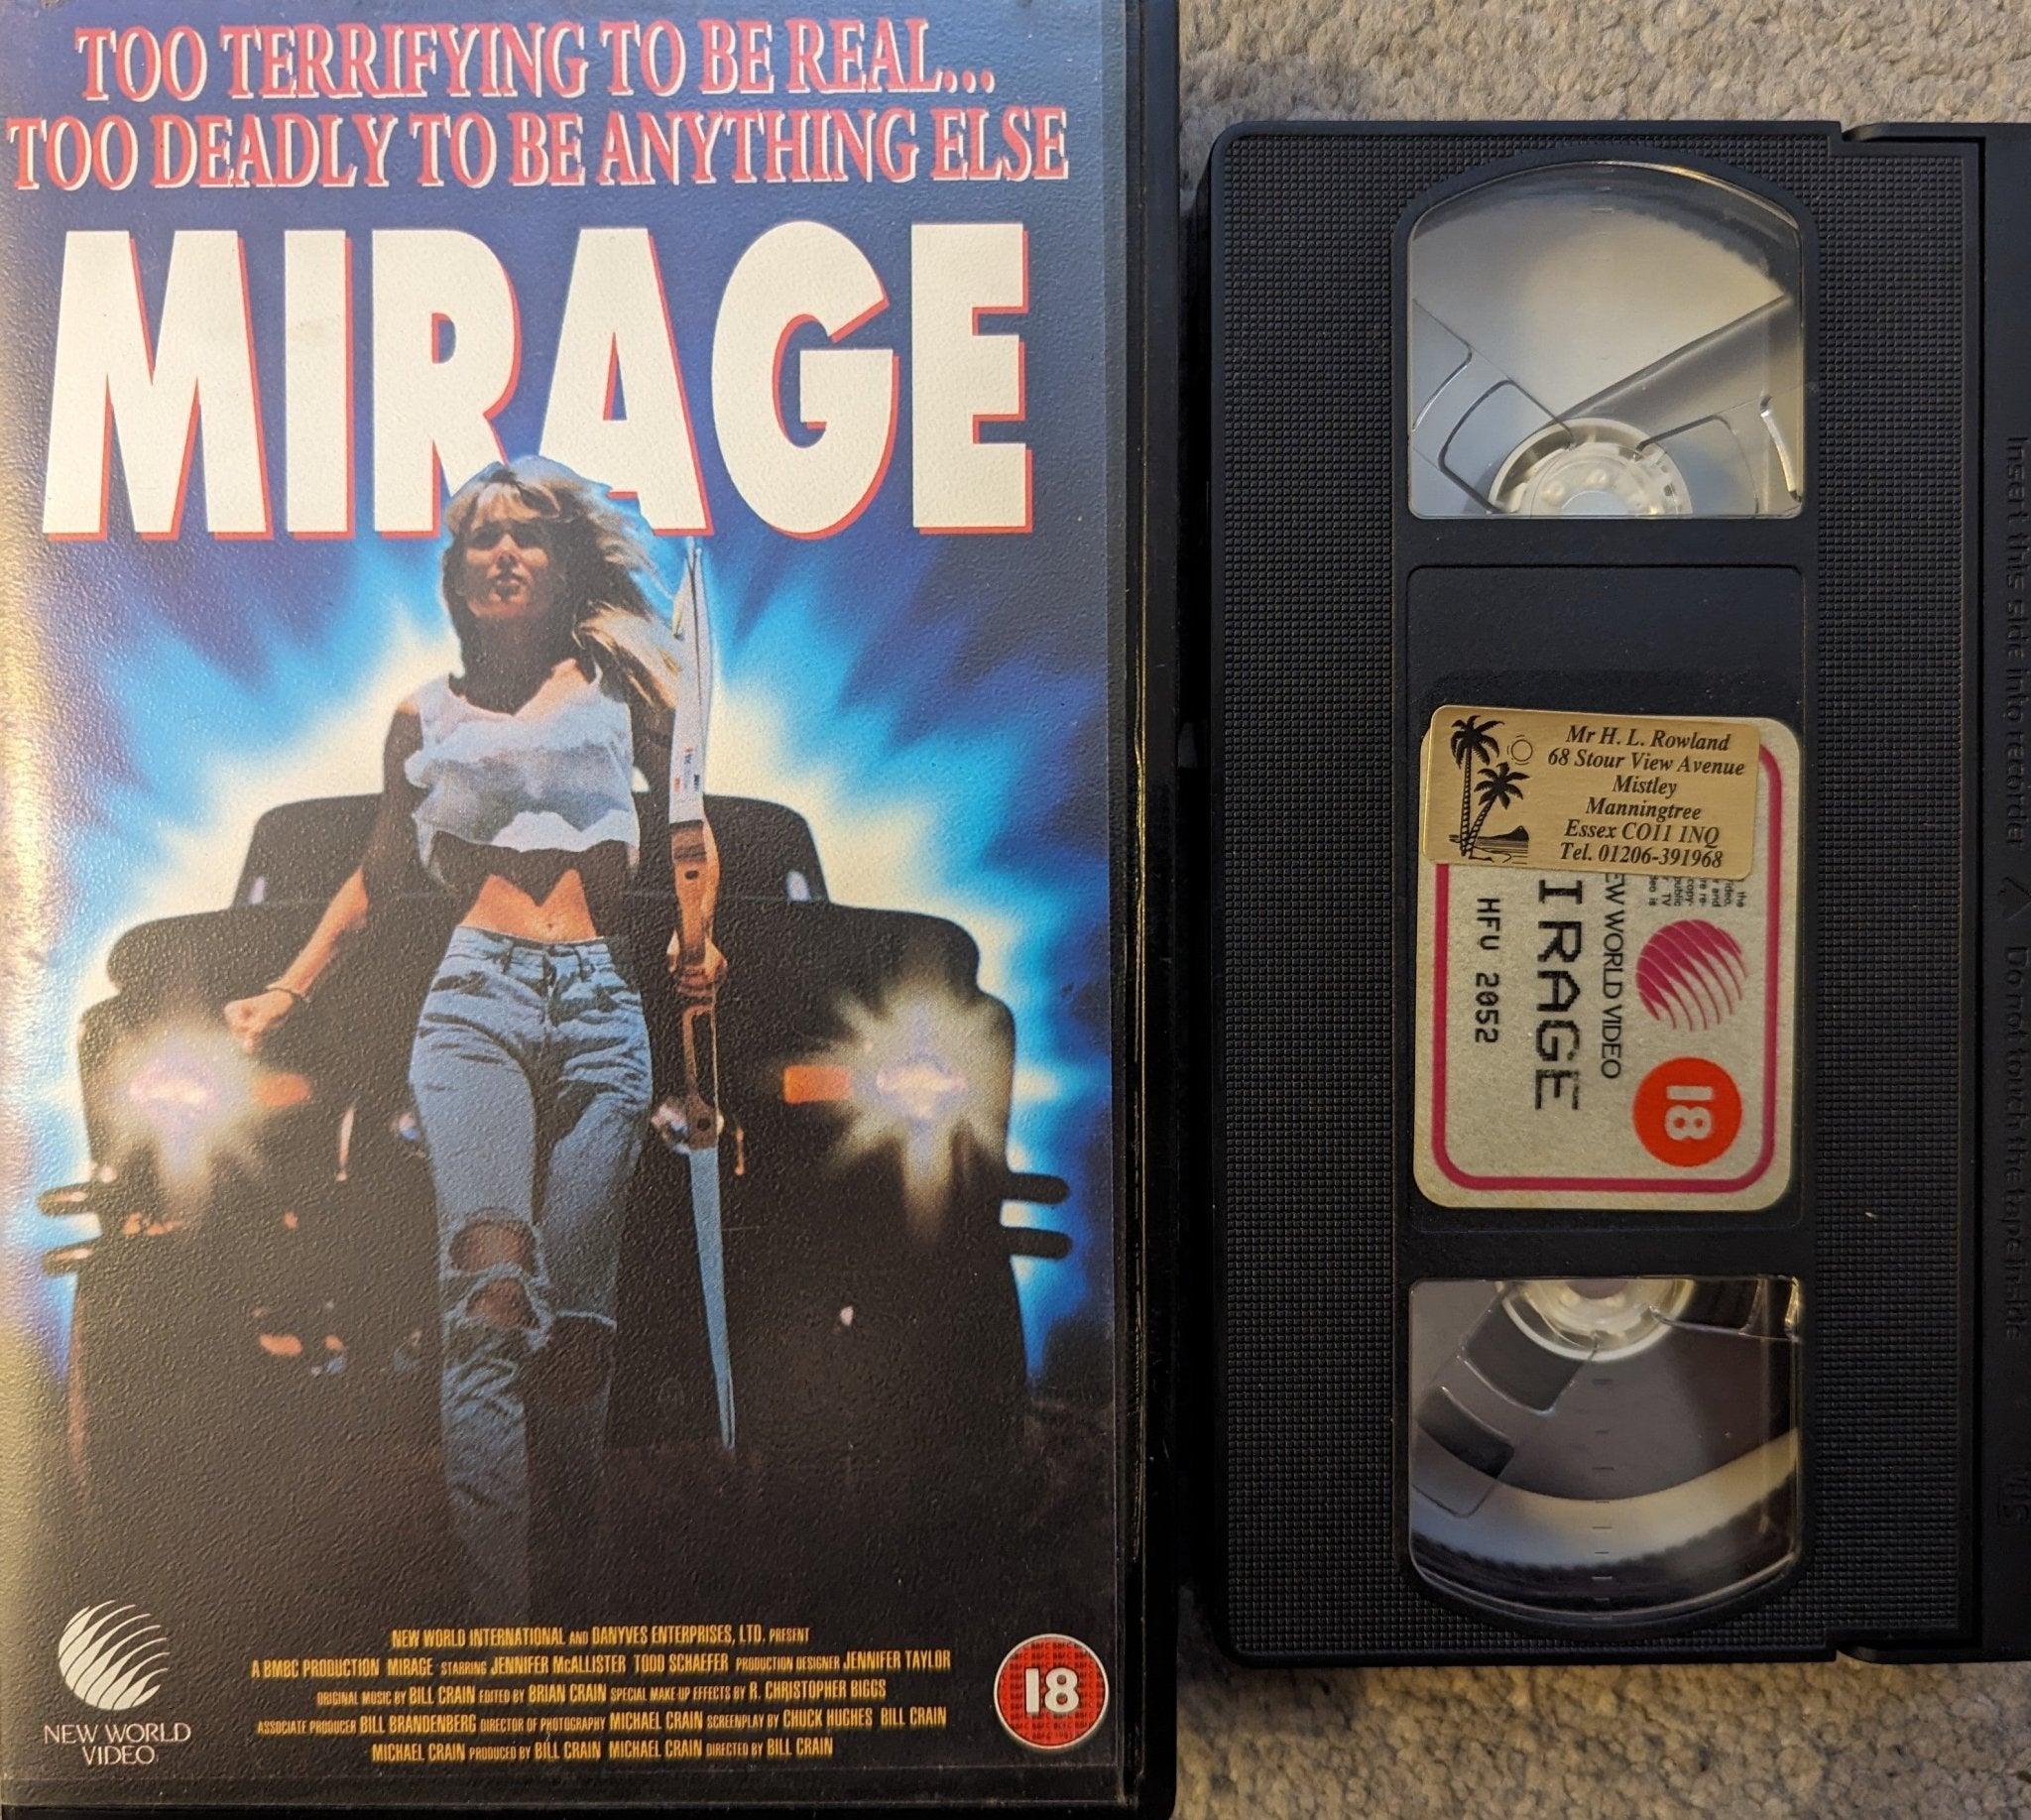 TOO TERRIFYING TO BE REAL...
TOO DEADLY TO BE ANYTHING ELSE
MIRAGE
NEW WORLD INTERNATIONAL AND DANYVES ENTERPRISES, LTD. PRESENT
A BMBC PRODUCTION MIRAGE STARRING JENNIFER McALLISTER TODD SCHAEFER PRODUCTION DESIGNER JENNIFER TAYLOR
ORIGINAL MUSIC BY BILL CRAIN EDITED BY BRIAN CRAIN SPECIAL MAKE-UP EFFECTS BY R. CHRISTOPHER BIGGS
ASSOCIATE PRODUCER BILL BRANDENBERG DIRECTOR OF PHOTOGRAPHY MICHAEL CRAIN SCREENPLAY BY CHUCK HUGHES BILL CRAIN
MICHAEL CRAIN PRODUCED BY BILL CRAIN MICHAEL CRAIN DIRECTED BY BILL CRAIN
NEW WORLD
VIDEO
18
Mr H. L. Rowland
68 Stour View Avenue
Mistley
Manningtree
Essex CO11 1NQ
Tel. 01206-391968
EW WORLD VIDEO
IRAGE
HFV 2052
18
Insert this side into recorder △ Do not touch the tape inside